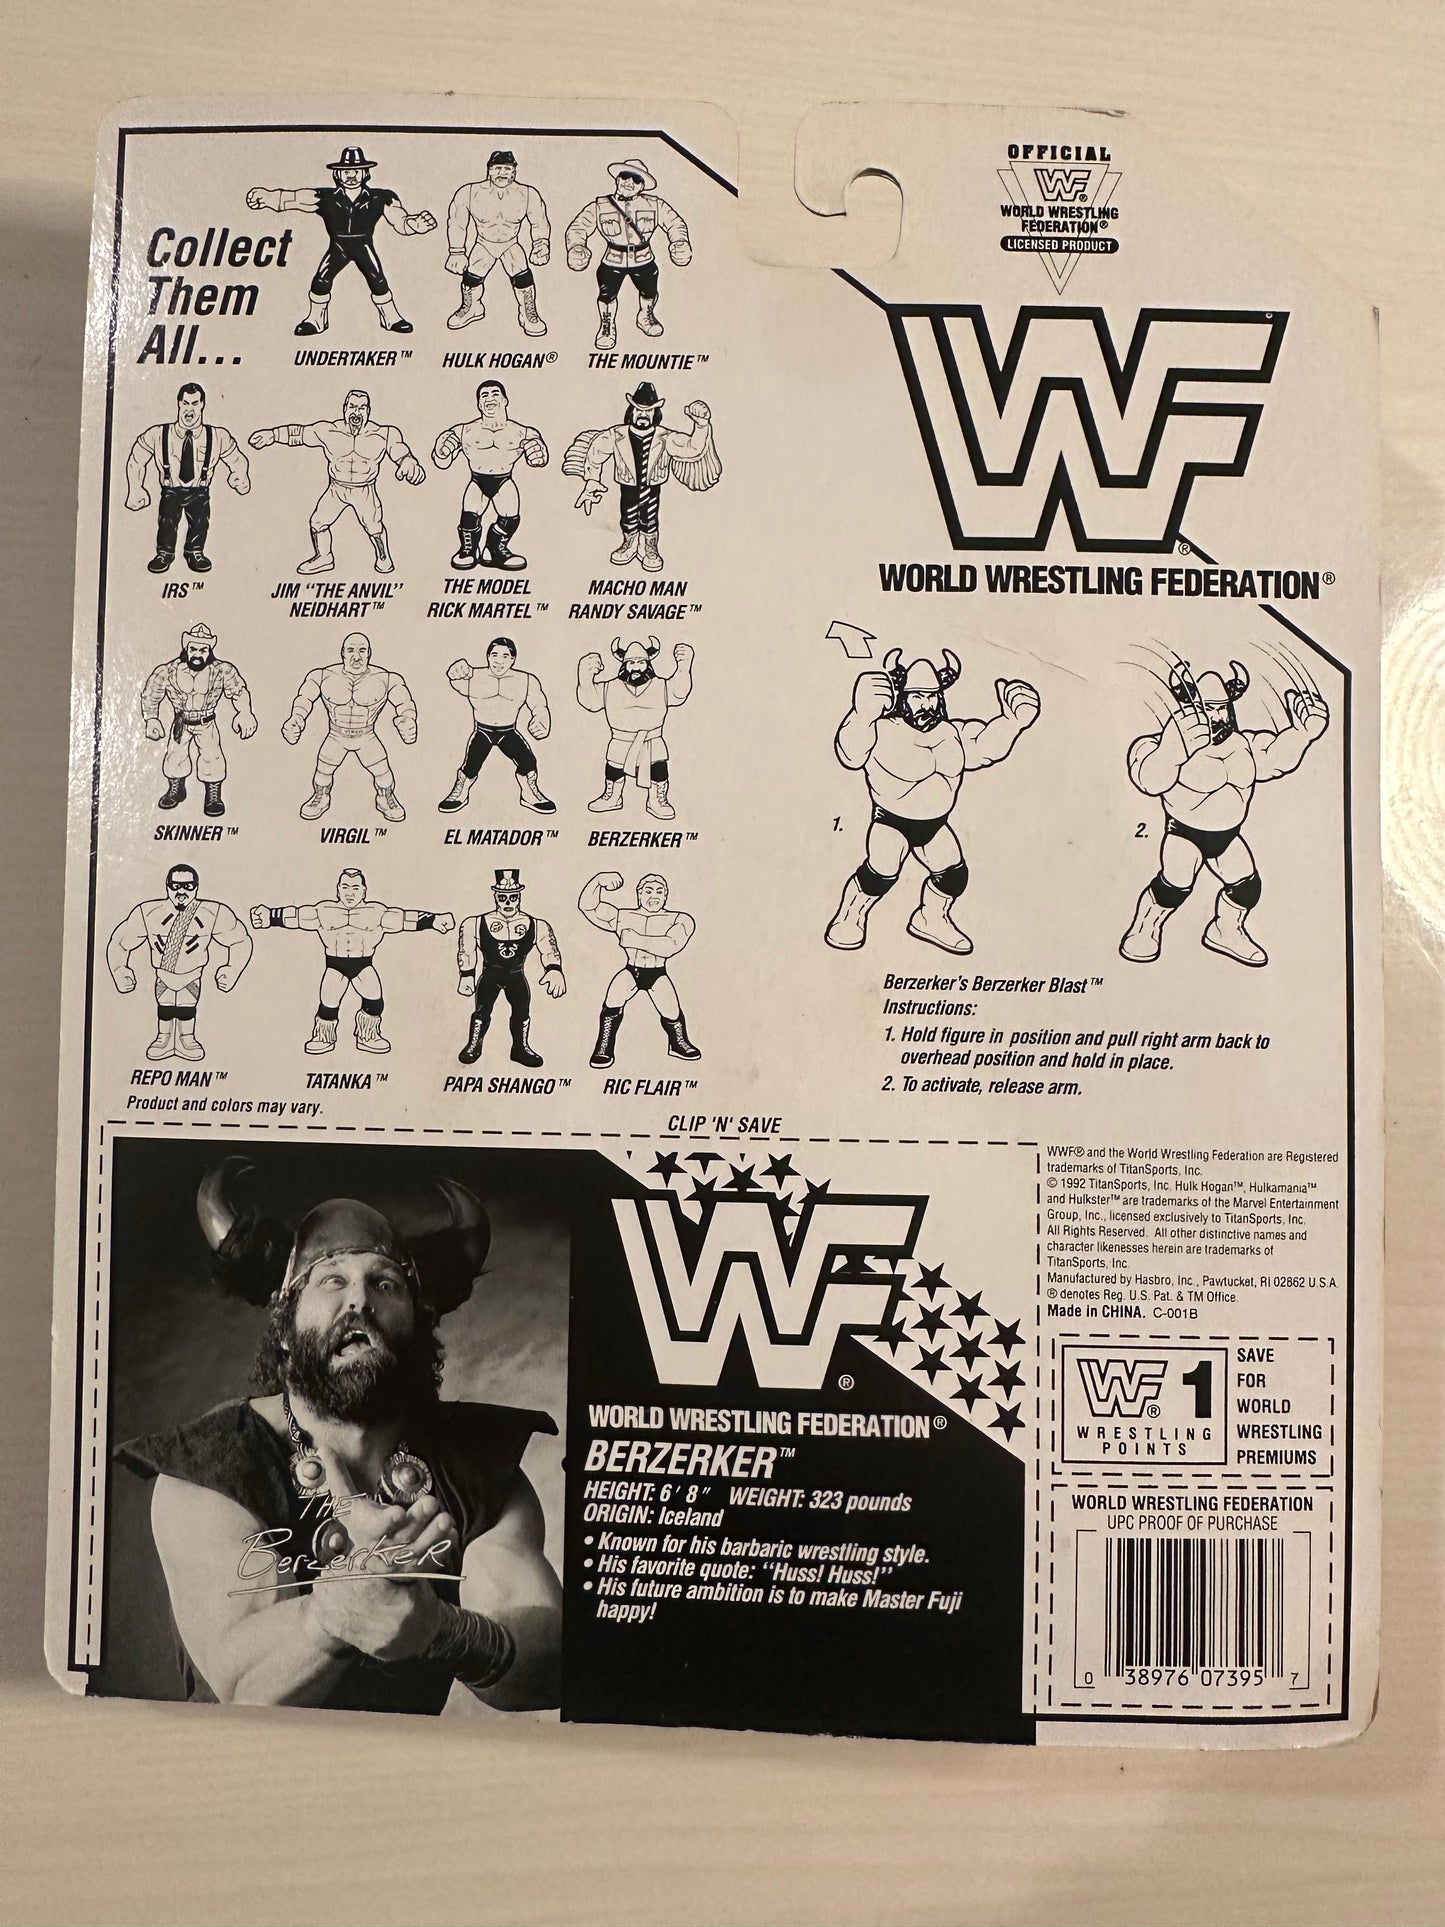 Collect
Them
All...
UNDERTAKER™
HULK HOGAN®
THE MOUNTIE™
IRS™
JIM "THE ANVIL"
NEIDHART™
THE MODEL
RICK MARTEL™
MACHO MAN
RANDY SAVAGE™
SKINNER™
VIRGIL™
EL MATADOR™
BERZERKER™
REPO MAN™
TATANKA™
PAPA SHANGO™
RIC FLAIR™
Product and colors may vary.
OFFICIAL
WF®
WORLD WRESTLING
FEDERATION®
LICENSED PRODUCT
WF®
WORLD WRESTLING FEDERATION®
1.
2.
Berzerker's Berzerker Blast™
Instructions:
1. Hold figure in position and pull right arm back to
overhead position and hold in place.
2. To activate, release arm.
CLIP 'N' SAVE
THE
Berzerker
WF®
WORLD WRESTLING FEDERATION®
BERZERKER™
HEIGHT: 6' 8" WEIGHT: 323 pounds
ORIGIN: Iceland
• Known for his barbaric wrestling style.
• His favorite quote: "Huss! Huss!"
• His future ambition is to make Master Fuji
happy!
WWF® and the World Wrestling Federation are Registered
trademarks of TitanSports, Inc.
© 1992 TitanSports, Inc. Hulk Hogan™, Hulkamania™
and Hulkster™ are trademarks of the Marvel Entertainment
Group, Inc., licensed exclusively to TitanSports, Inc.
All Rights Reserved. All other distinctive names and
character likenesses herein are trademarks of
TitanSports, Inc.
Manufactured by Hasbro, Inc., Pawtucket, RI 02862 U.S.A.
® denotes Reg. U.S. Pat. & TM Office.
Made in CHINA. C-001B
WF® 1
WRESTLING
POINTS
SAVE
FOR
WORLD
WRESTLING
PREMIUMS
WORLD WRESTLING FEDERATION
UPC PROOF OF PURCHASE
0 38976 07395 7